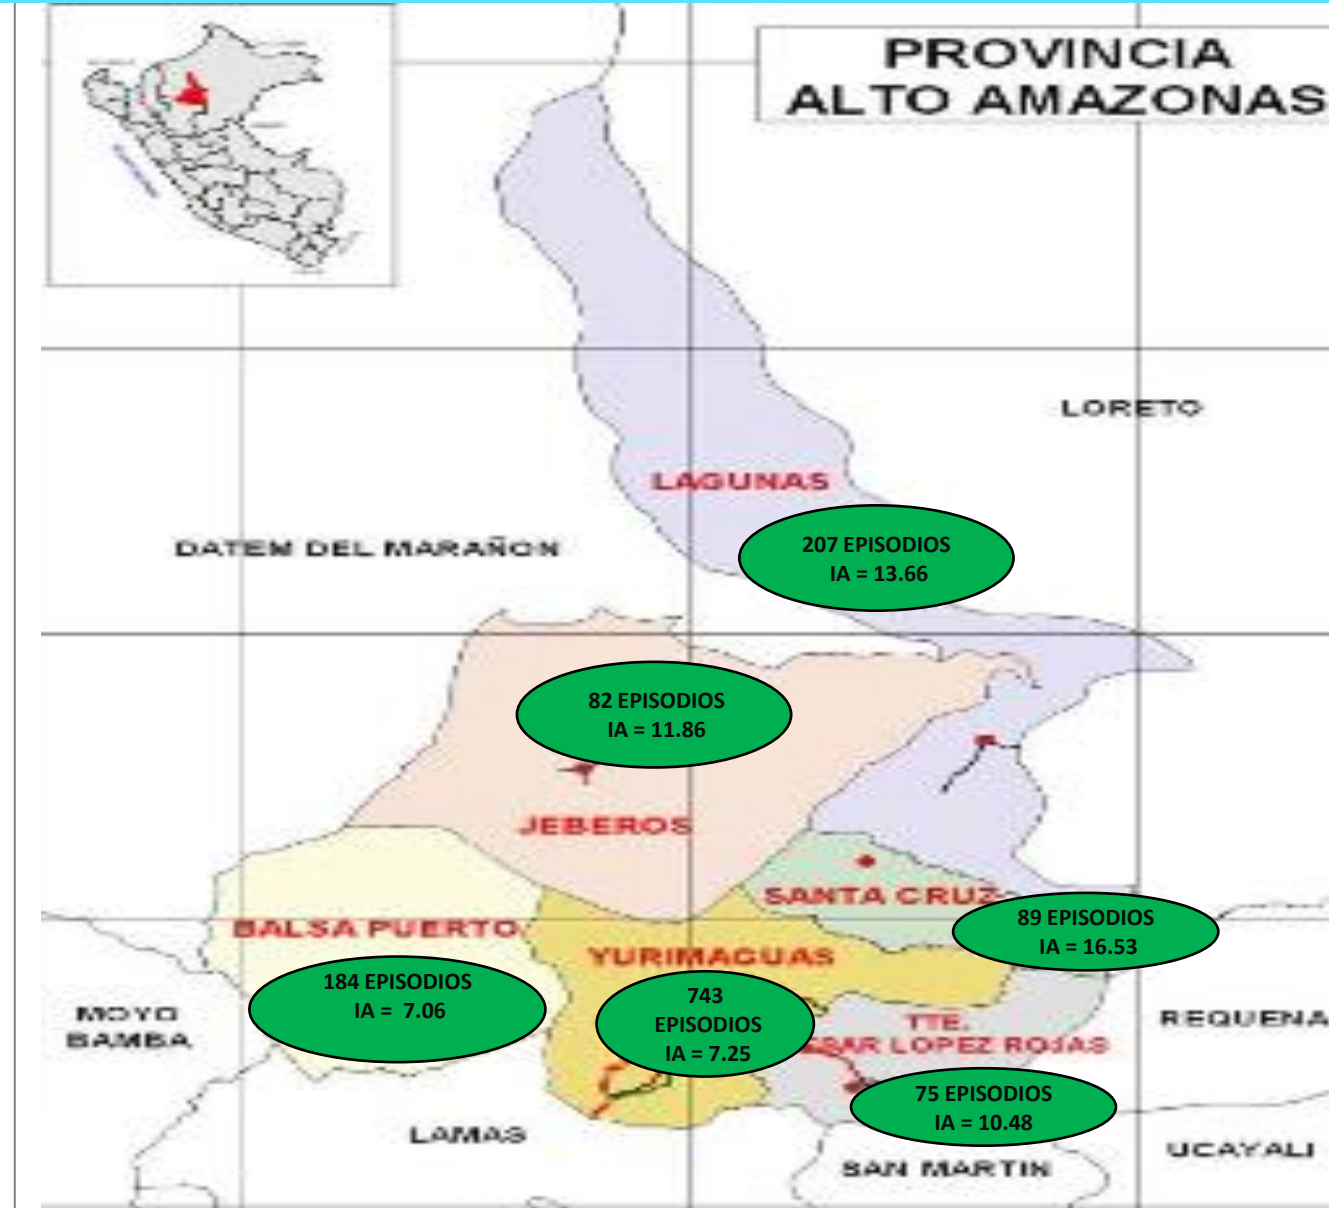 PROVINCIA
ALTO AMAZONAS
LORETO
LAGUNAS
207 EPISODIOS
IA = 13.66
DATEM DEL MARAÑON
82 EPISODIOS
IA = 11.86
JEBEROS
SANTA CRUZ
89 EPISODIOS
IA = 16.53
BALSA PUERTO
YURIMAGUAS
184 EPISODIOS
IA = 7.06
743
EPISODIOS
IA = 7.25
MOYO
BAMBA
TTE.
SAR LOPEZ ROJAS
REQUENA
75 EPISODIOS
IA = 10.48
LAMAS
SAN MARTIN
UCAYALI